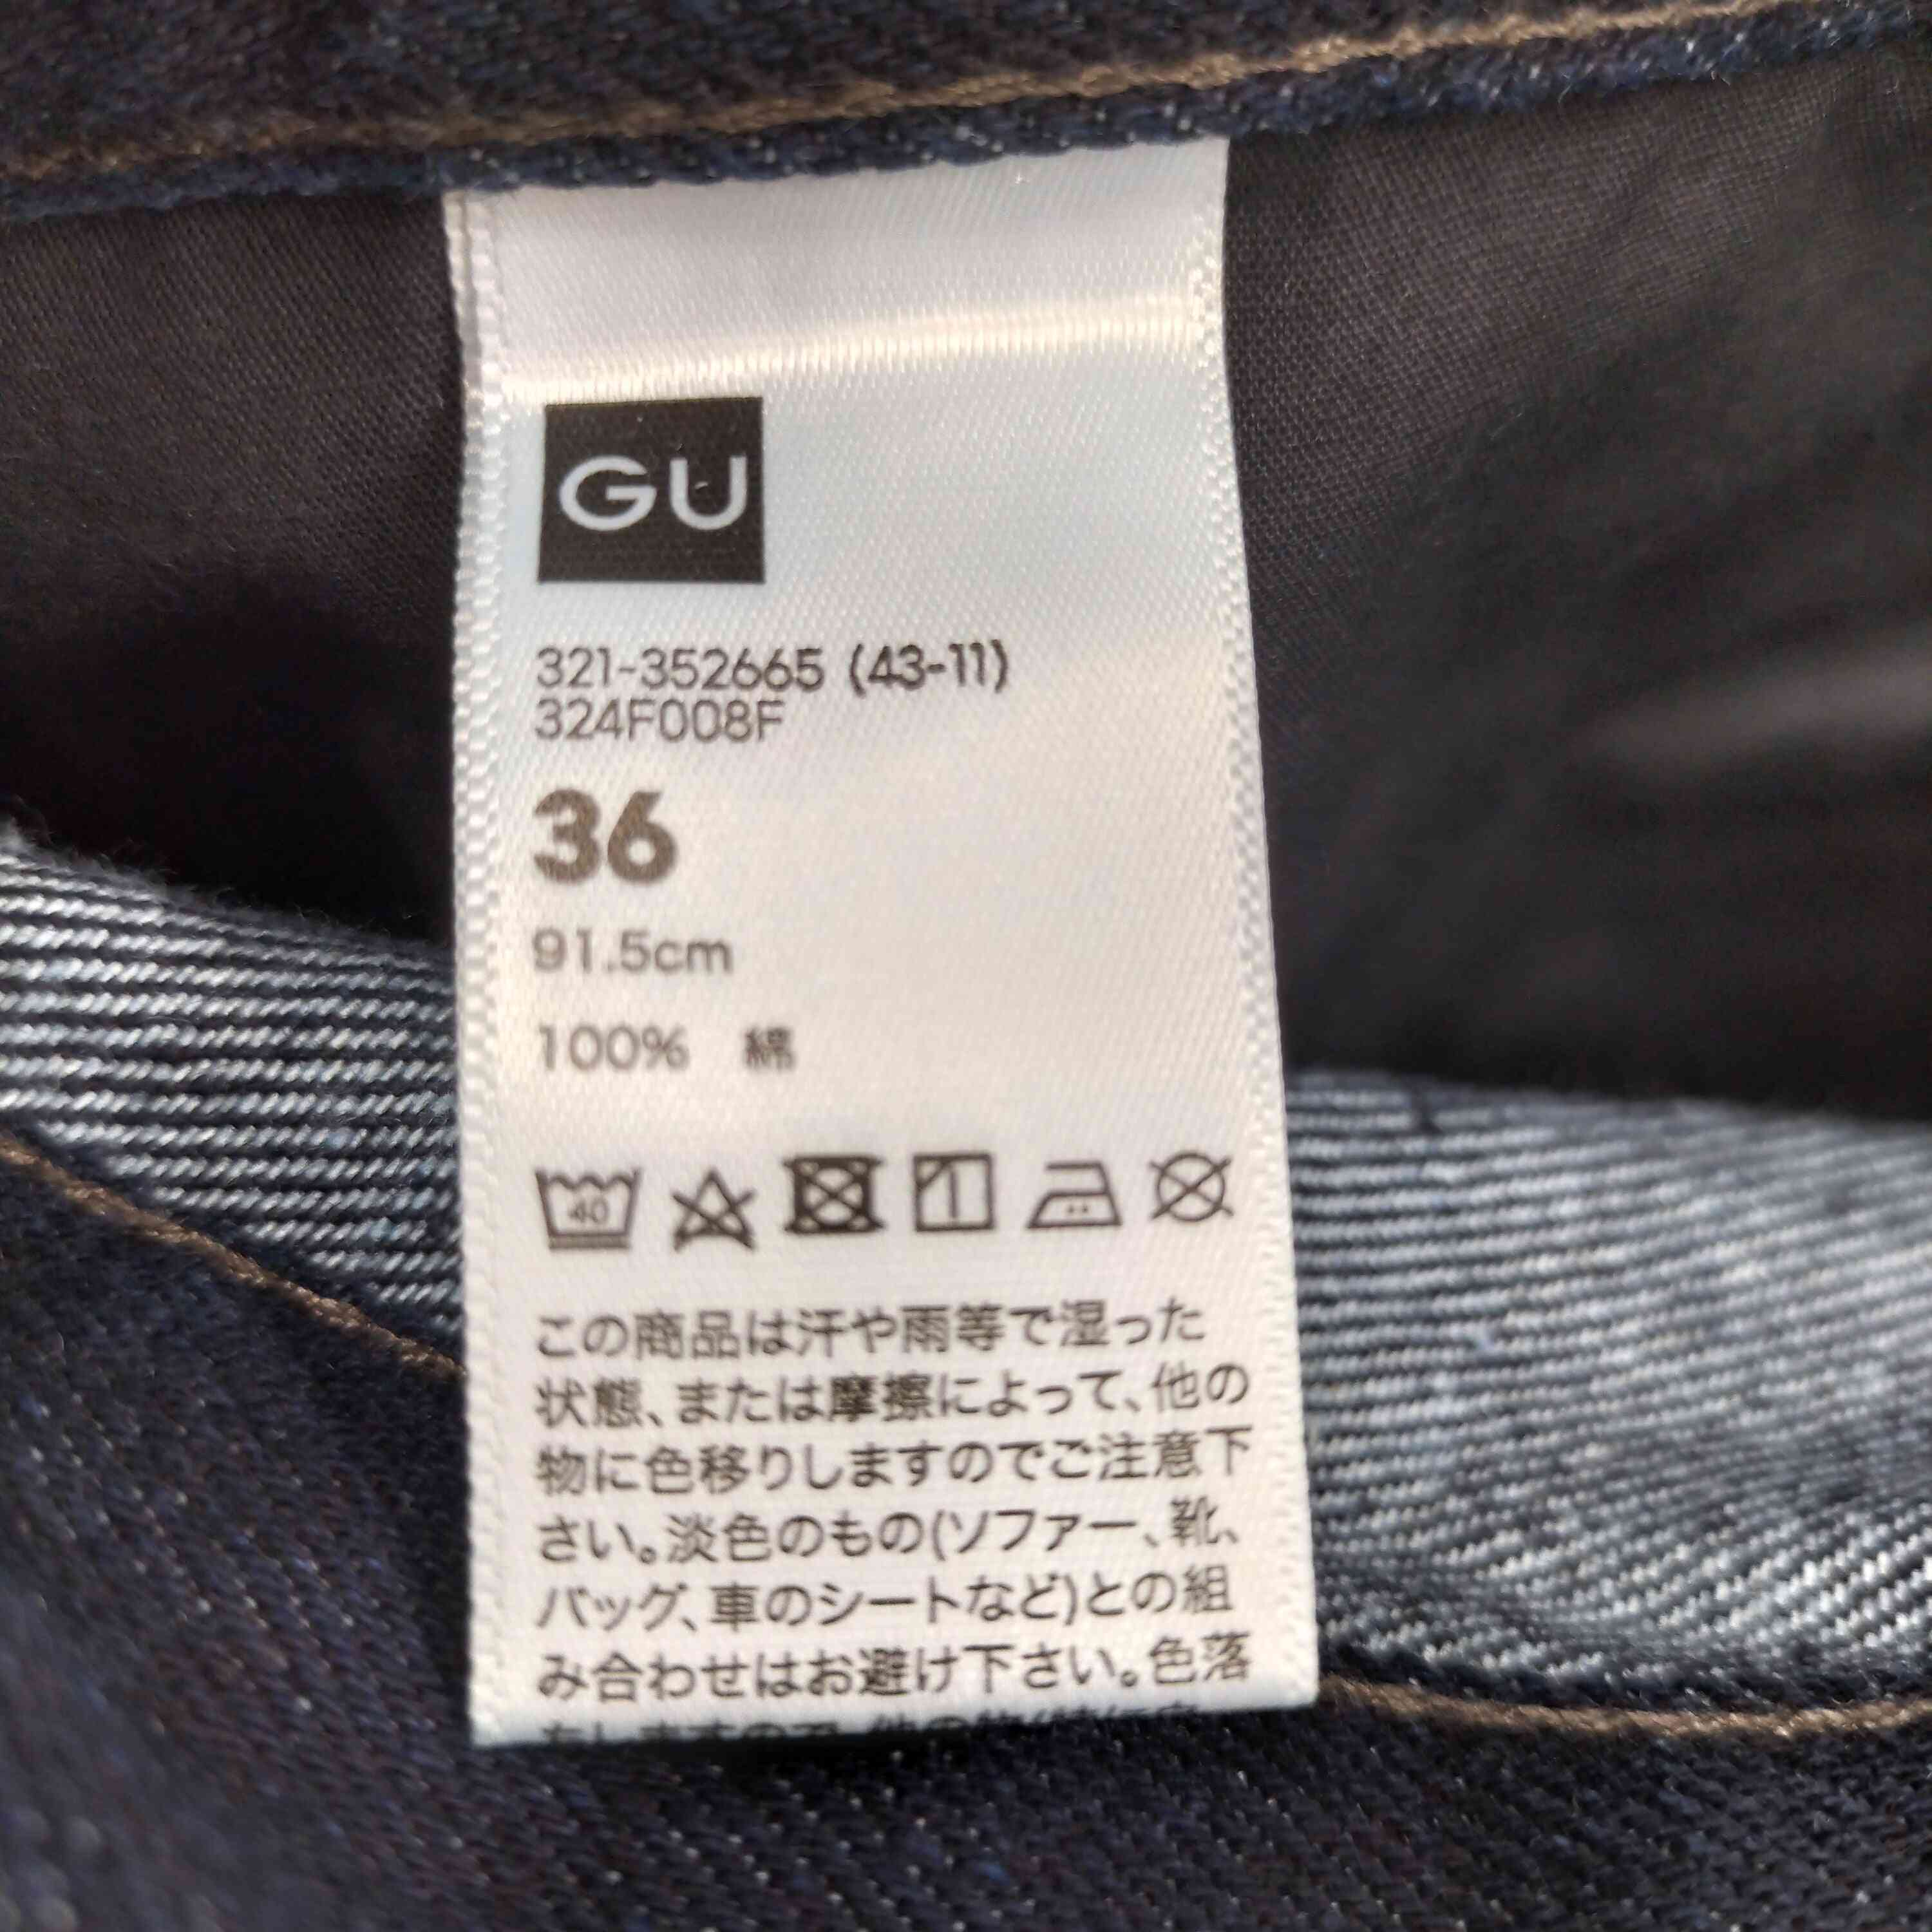 GU
321-352665 (43-11)
324F008F
36
91.5cm
100% 綿
40
この商品は汗や雨等で湿った
状態、または摩擦によって、他の
物に色移りしますのでご注意下
さい。淡色のもの(ソファー、靴、
バッグ、車のシートなど)との組
み合わせはお避け下さい。色落